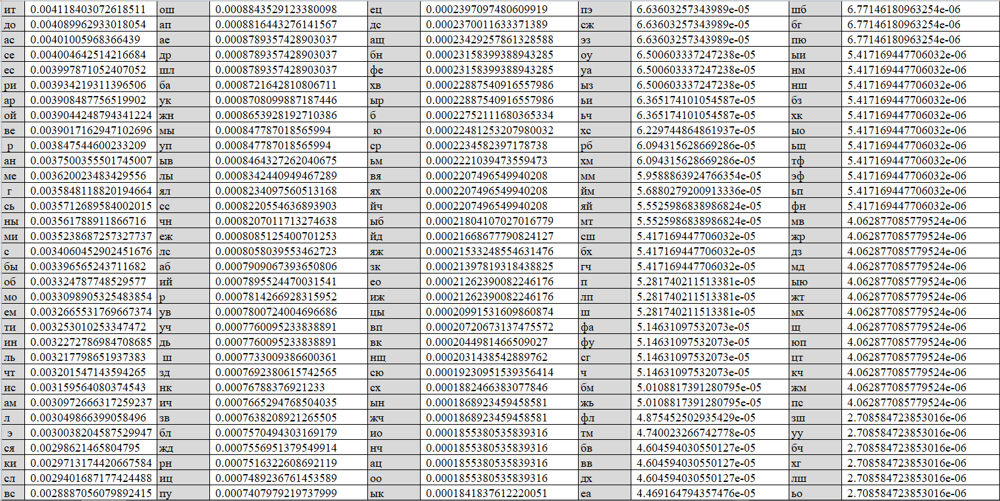 ит 0.004118403072618511 ош 0.0008843529123380098 ец 0.00023970974806099​19 пэ 6.63603257343989e-05 шб 6.77146180963254e-06
до 0.004089962933018054 ап 0.0008816443276141567 дс 0.0002370011633371389 сж 6.63603257343989e-05 бг 6.77146180963254e-06
ас 0.00401005968366439 ае 0.0008789357428903037 ащ 0.00023429257861328588 эз 6.63603257343989e-05 пю 6.77146180963254e-06
се 0.004004642514216684 др 0.0008789357428903037 бн 0.00023158399388943285 оу 6.500603337247238e-05 ыи 5.417169447706032e-06
ес 0.003997871052407052 шл 0.0008789357428903037 фе 0.00023158399388943285 уа 6.500603337247238e-05 нм 5.417169447706032e-06
ри 0.003934219311396506 ба 0.0008721642810806711 хв 0.00022887540916557986 ыз 6.500603337247238e-05 нш 5.417169447706032e-06
ар 0.003908487756519902 ук 0.0008708099887187446 ыр 0.00022887540916557986 ьи 6.365174101054587e-05 бз 5.417169447706032e-06
ой 0.0039044248794341224 жн 0.0008653928192710386 б 0.00022752111680365334 ьч 6.365174101054587e-05 хк 5.417169447706032e-06
ве 0.0039017162947102696 мы 0.000847787018565994 ю 0.00022481253207980032 хс 6.229744864861937e-05 ыо 5.417169447706032e-06
р 0.003847544600233209 уп 0.000847787018565994 ср 0.0002234582397178738 рб 6.094315628669286e-05 ьщ 5.417169447706032e-06
ан 0.0037500355501745007 ыв 0.0008464327262040675 ьм 0.0002221039473559473 хм 6.094315628669286e-05 тф 5.417169447706032e-06
ме 0.003620023483429556 лы 0.0008342440949467289 вя 0.0002207496549940208 мм 5.9588863924766354e-05 эф 5.417169447706032e-06
г 0.0035848118820194664 ял 0.0008234097560513168 ях 0.0002207496549940208 йм 5.6880279200913336e-05 ьп 5.417169447706032e-06
сь 0.0035712689584002015 сс 0.0008220554636893903 йч 0.0002207496549940208 яй 5.5525986838986824e-05 фн 5.417169447706032e-06
ны 0.003561788911866716 чн 0.0008207011713274638 ыб 0.00021804107027016779 мт 5.5525986838986824e-05 мв 4.062877085779524e-06
ми 0.0035238687257327737 еж 0.0008085125400701253 йд 0.00021668677790824127 сш 5.417169447706032e-05 жр 4.062877085779524e-06
с 0.0034060452902451676 лс 0.0008058039553462723 яж 0.00021533248554631476 бх 5.417169447706032e-05 дз 4.062877085779524e-06
бы 0.003396565243711682 аб 0.0007909067393650806 зк 0.00021397819318438825 гч 5.417169447706032e-05 мд 4.062877085779524e-06
об 0.003324787748529577 ий 0.0007895524470031541 ео 0.00021262390082246176 п 5.281740211513381e-05 ыю 4.062877085779524e-06
мо 0.0033098905325483854 р 0.0007814266928315952 иж 0.00021262390082246176 лп 5.281740211513381e-05 жт 4.062877085779524e-06
ем 0.0032665531769667374 ув 0.0007800724004696686 цы 0.00020991531609860874 ш 5.281740211513381e-05 мх 4.062877085779524e-06
ти 0.003253010253347472 уч 0.0007760095233838891 вп 0.00020720673137475572 фа 5.14631097532073e-05 щ 4.062877085779524e-06
ин 0.0032272786984708685 дь 0.0007760095233838891 вк 0.0002044981466509027 фу 5.14631097532073e-05 юп 4.062877085779524e-06
ль 0.003217798651937383 ш 0.0007733009386600361 нщ 0.0002031438542889762 сг 5.14631097532073e-05 цт 4.062877085779524e-06
чт 0.003201547143594265 зд 0.0007692380615742565 сю 0.00019230951539356414 ч 5.14631097532073e-05 кч 4.062877085779524e-06
ис 0.003159564080374543 нк 0.00076788376921233 сх 0.0001882466383077846 бм 5.0108817391280795e-05 жм 4.062877085779524e-06
ам 0.0030972666317259237 ич 0.0007665294768504035 ын 0.0001868923459458581 жь 5.0108817391280795e-05 пс 4.062877085779524e-06
л 0.003049866399058496 зв 0.0007638208921265505 жч 0.0001868923459458581 фл 4.875452502935429e-05 зш 2.708584723853016e-06
э 0.0030038204587529947 бл 0.0007570494303169179 ио 0.0001855380535839316 тм 4.740023266742778e-05 уу 2.708584723853016e-06
ся 0.00298621465804795 жд 0.0007556951379549914 нч 0.0001855380535839316 бв 4.604594030550127e-05 бч 2.708584723853016e-06
ки 0.0029713174420667584 рн 0.0007516322608692119 ац 0.0001855380535839316 вв 4.604594030550127e-05 хг 2.708584723853016e-06
сл 0.0029401687177424488 иц 0.0007489236761453589 оо 0.0001855380535839316 дх 4.604594030550127e-05 лш 2.708584723853016e-06
вс 0.0028887056079892415 пу 0.0007407979219737999 ык 0.0001841837612220051 еа 4.469164794357476e-05 ьо 2.708584723853016e-06